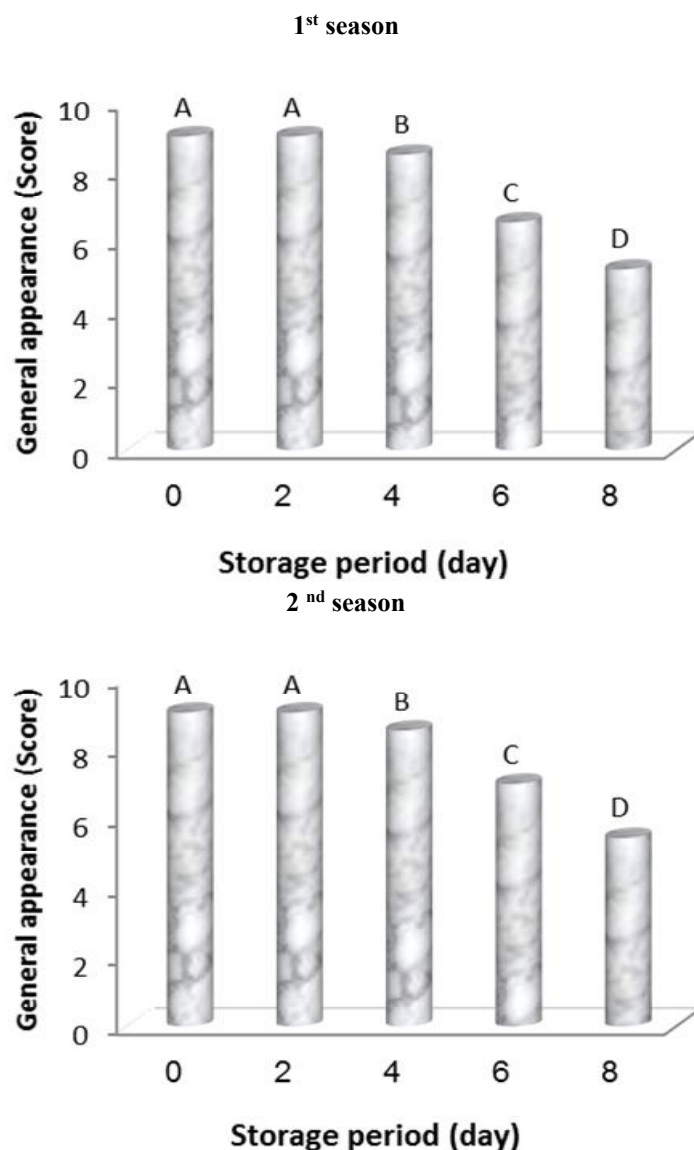 1st season
General appearance (Score)
10
8
6
4
2
0
A
A
B
C
D
0 2 4 6 8
Storage period (day)
2 nd season
General appearance (Score)
10
8
6
4
2
0
A
A
B
C
D
0 2 4 6 8
Storage period (day)